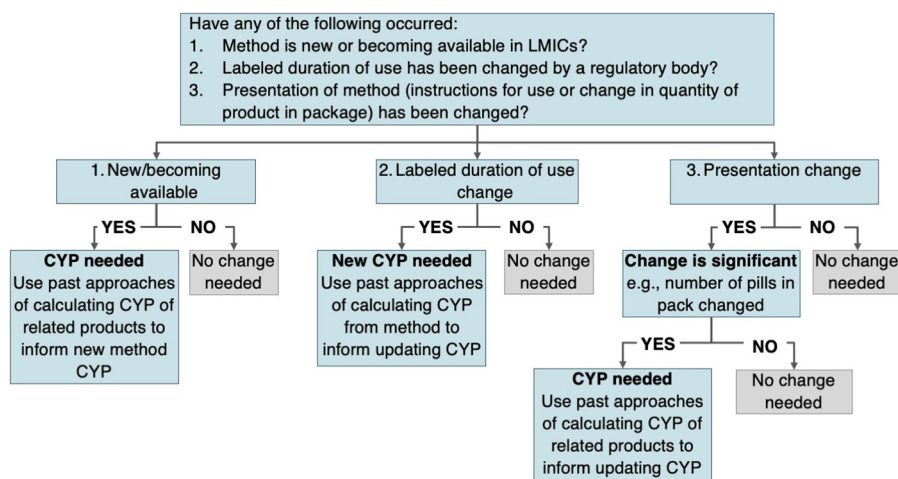 Have any of the following occurred:
1. Method is new or becoming available in LMICs?
2. Labeled duration of use has been changed by a regulatory body?
3. Presentation of method (instructions for use or change in quantity of
product in package) has been changed?
1. New/becoming
available
2. Labeled duration of use
change
3. Presentation change
YES
NO
YES
NO
YES
NO
CYP needed
Use past approaches
of calculating CYP of
related products to
inform new method
CYP
No change
needed
New CYP needed
Use past approaches
of calculating CYP
from method to
inform updating CYP
No change
needed
Change is significant
e.g., number of pills in
pack changed
No change
needed
YES
NO
CYP needed
Use past approaches
of calculating CYP of
related products to
inform updating CYP
No change
needed